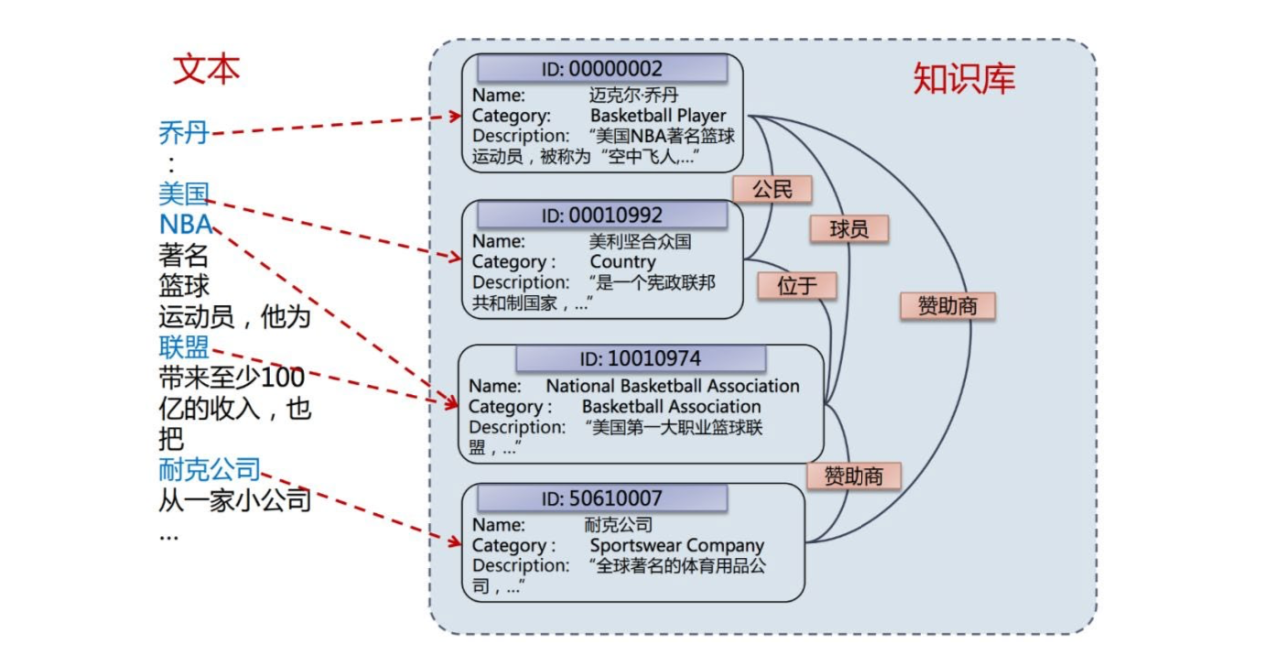 文本
乔丹
:
美国
NBA
著名
篮球
运动员，他为
联盟
带来至少100
亿的收入，也
把
耐克公司
从一家小公司
...
知识库
ID: 00000002
Name: 迈克尔·乔丹
Category: Basketball Player
Description: “美国NBA著名篮球
运动员，被称为“空中飞人,...”
ID: 00010992
Name: 美利坚合众国
Category : Country
Description: “是一个宪政联邦
共和制国家，...”
ID: 10010974
Name: National Basketball Association
Category : Basketball Association
Description: “美国第一大职业篮球联
盟，...”
ID: 50610007
Name: 耐克公司
Category : Sportswear Company
Description: “全球著名的体育用品公
司，...”
公民
球员
位于
赞助商
赞助商